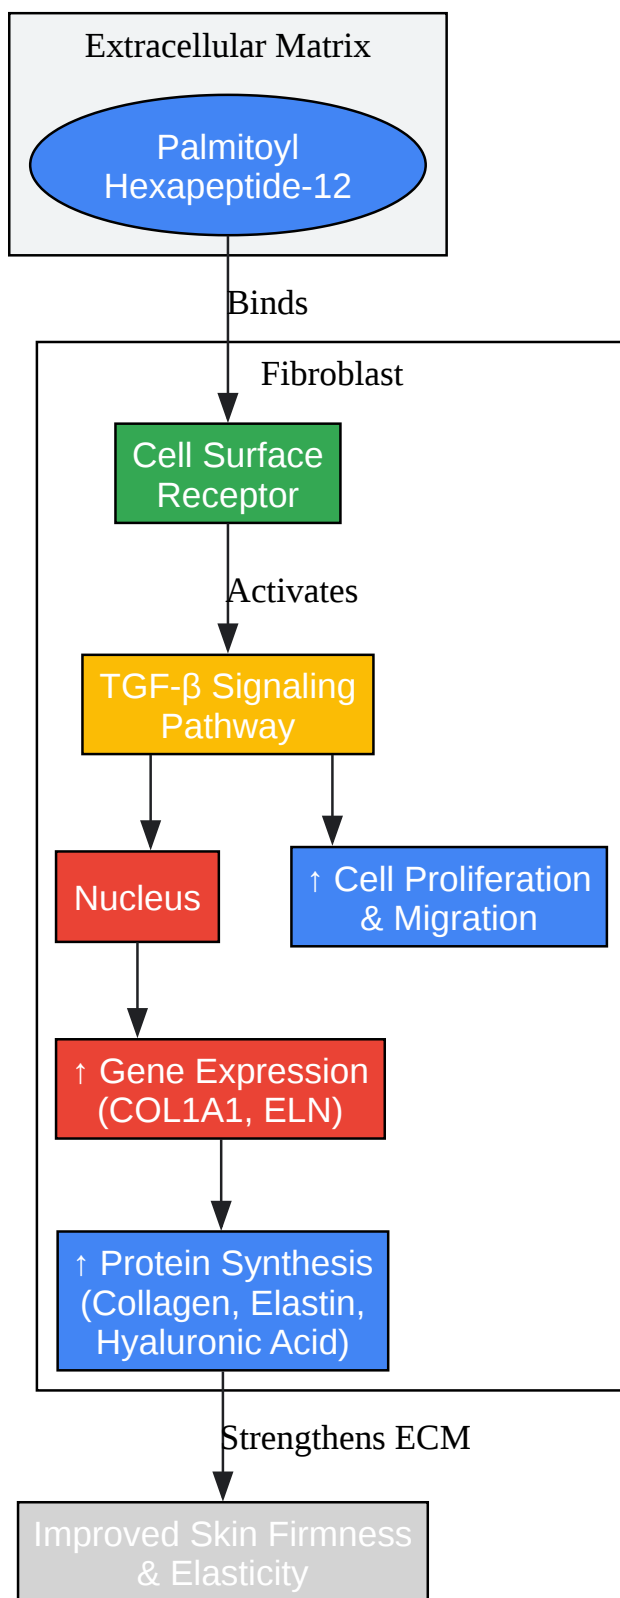 Extracellular Matrix
Palmitoyl
Hexapeptide-12
Binds
Fibroblast
Cell Surface
Receptor
Activates
TGF-β Signaling
Pathway
Nucleus
↑ Cell Proliferation
& Migration
↑ Gene Expression
(COL1A1, ELN)
↑ Protein Synthesis
(Collagen, Elastin,
Hyaluronic Acid)
Strengthens ECM
Improved Skin Firmness
& Elasticity